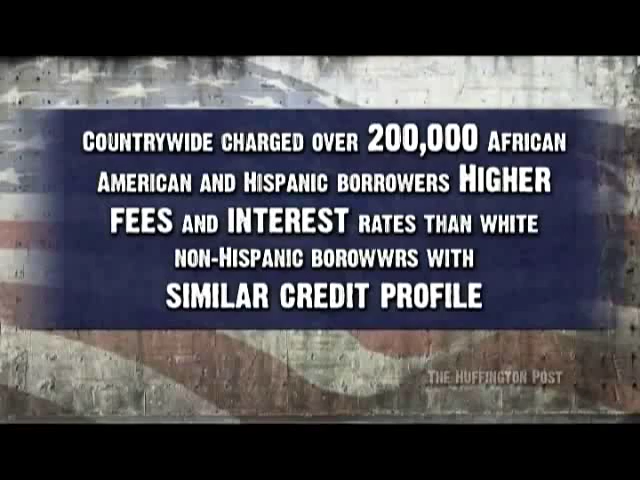 COUNTRYWIDE CHARGED OVER 200,000 AFRICAN
AMERICAN AND HISPANIC BORROWERS HIGHER
FEES AND INTEREST RATES THAN WHITE
NON-HISPANIC BOROWWRS WITH
SIMILAR CREDIT PROFILE
THE HUFFINGTON POST